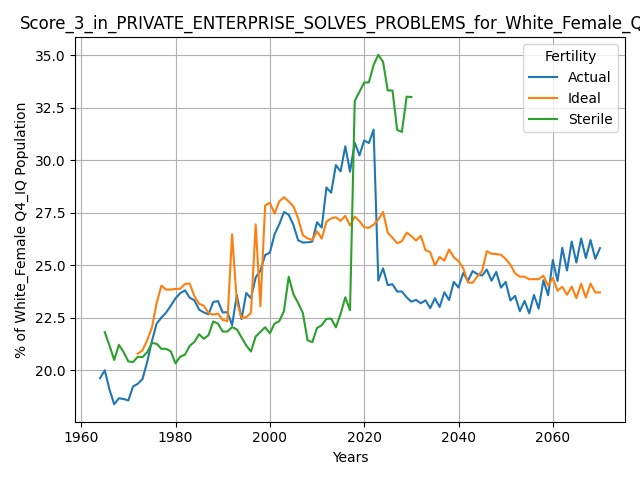 Score_3_in_PRIVATE_ENTERPRISE_SOLVES_PROBLEMS_for_White_Female_Q
35.0
32.5
30.0
27.5
25.0
22.5
20.0
% of White_Female Q4_IQ Population
Fertility
Actual
Ideal
Sterile
1960
1980
2000
2020
2040
2060
Years